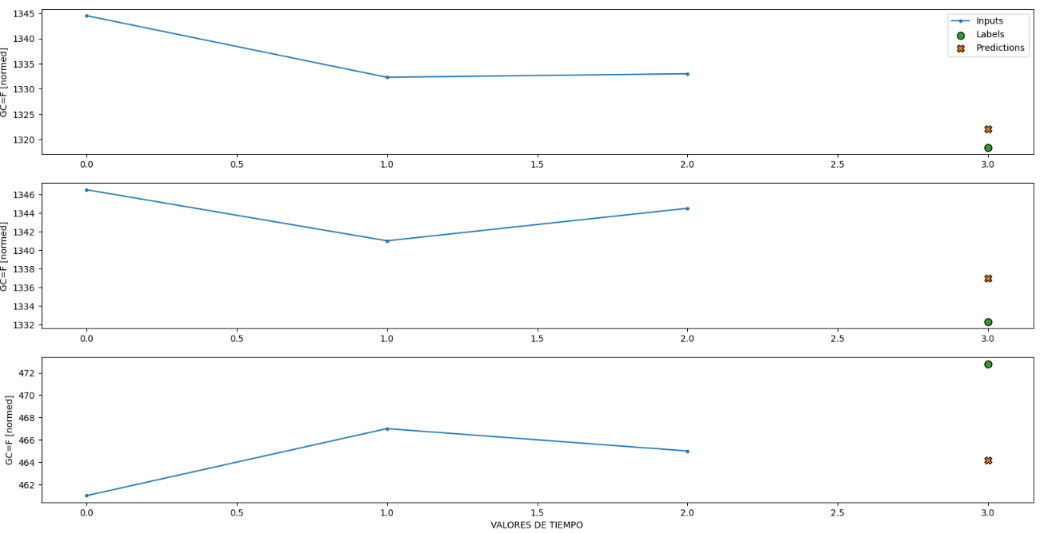 1345
1340
1335
1330
1325
1320
GC=F [normed]
Inputs
Labels
Predictions
0.0 0.5 1.0 1.5 2.0 2.5 3.0
1346
1344
1342
1340
1338
1336
1334
1332
GC=F [normed]
0.0 0.5 1.0 1.5 2.0 2.5 3.0
472
470
468
466
464
462
GC=F [normed]
0.0 0.5 1.0 1.5 2.0 2.5 3.0
VALORES DE TIEMPO